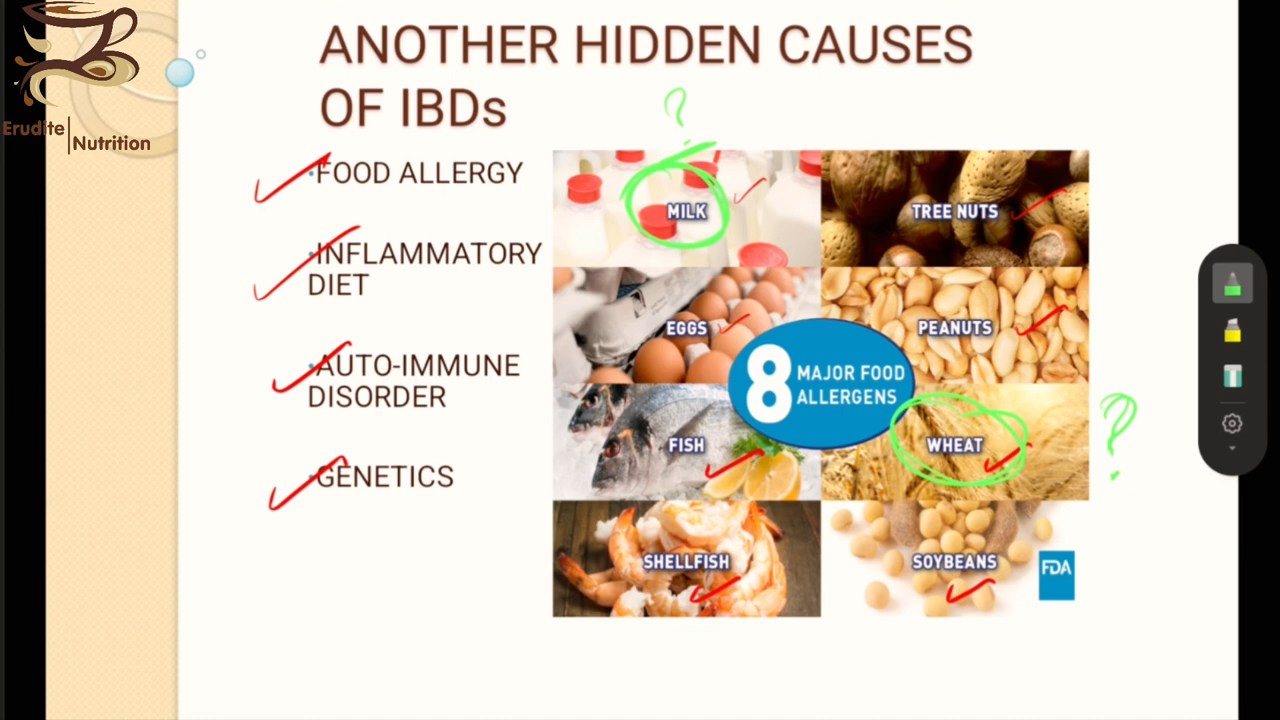 Erudite
Nutrition
ANOTHER HIDDEN CAUSES
OF IBDs
?
FOOD ALLERGY
INFLAMMATORY
DIET
AUTO-IMMUNE
DISORDER
GENETICS
MILK
TREE NUTS
EGGS
PEANUTS
8 MAJOR FOOD
ALLERGENS
FISH
WHEAT
?
SHELLFISH
SOYBEANS
FDA